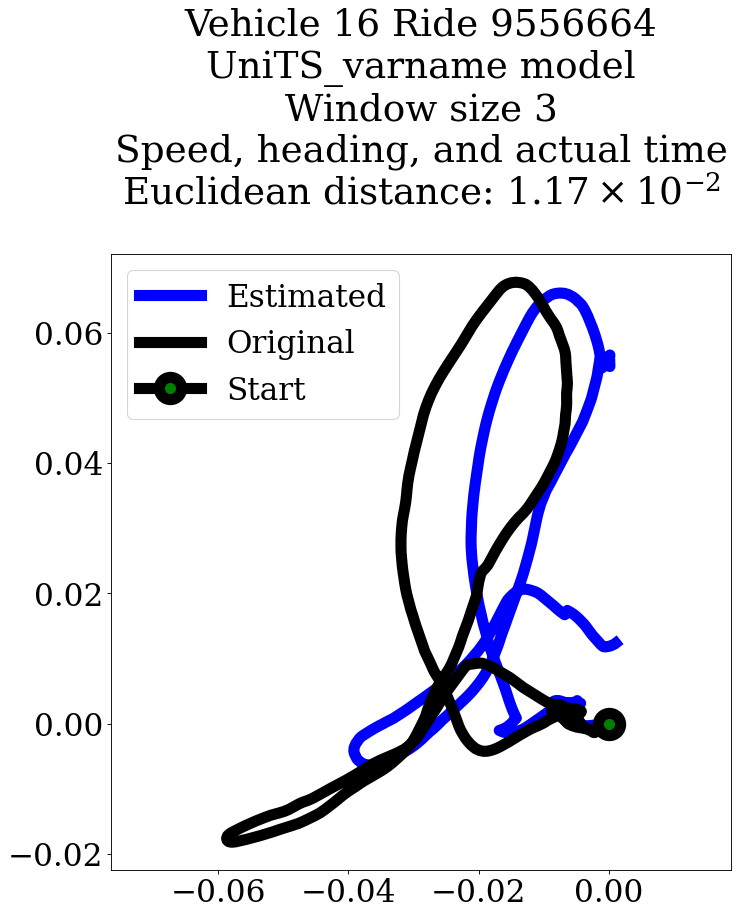 Vehicle 16 Ride 9556664
UniTS_varname model
Window size 3
Speed, heading, and actual time
Euclidean distance: 1.17 × 10⁻²
Estimated
Original
Start
0.06
0.04
0.02
0.00
−0.02
−0.06 −0.04 −0.02 0.00